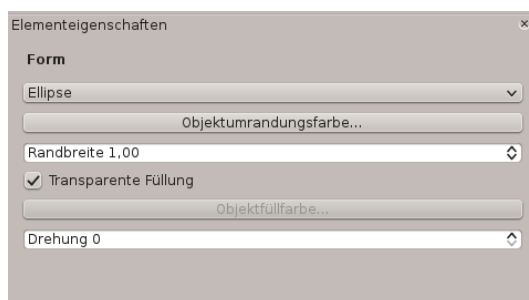 Elementeigenschaften
Form
Ellipse
Objektumrandungsfarbe...
Randbreite 1,00
Transparente Füllung
Objektfüllfarbe...
Drehung 0